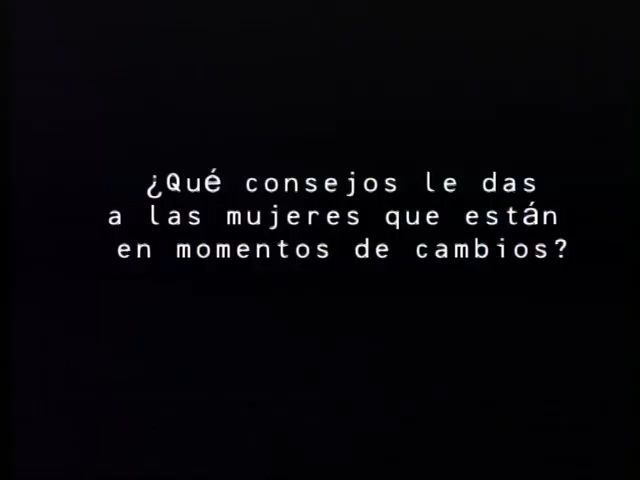 ¿Qué consejos le das
a las mujeres que están
en momentos de cambios?